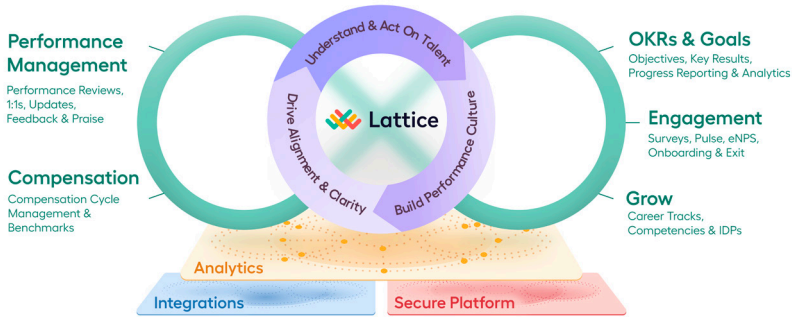 Performance
Management
Performance Reviews,
1:1s, Updates,
Feedback & Praise
Compensation
Compensation Cycle
Management &
Benchmarks
Understand & Act On Talent
Drive Alignment & Clarity
Build Performance Culture
Lattice
OKRs & Goals
Objectives, Key Results,
Progress Reporting & Analytics
Engagement
Surveys, Pulse, eNPS,
Onboarding & Exit
Grow
Career Tracks,
Competencies & IDPs
Analytics
Integrations
Secure Platform